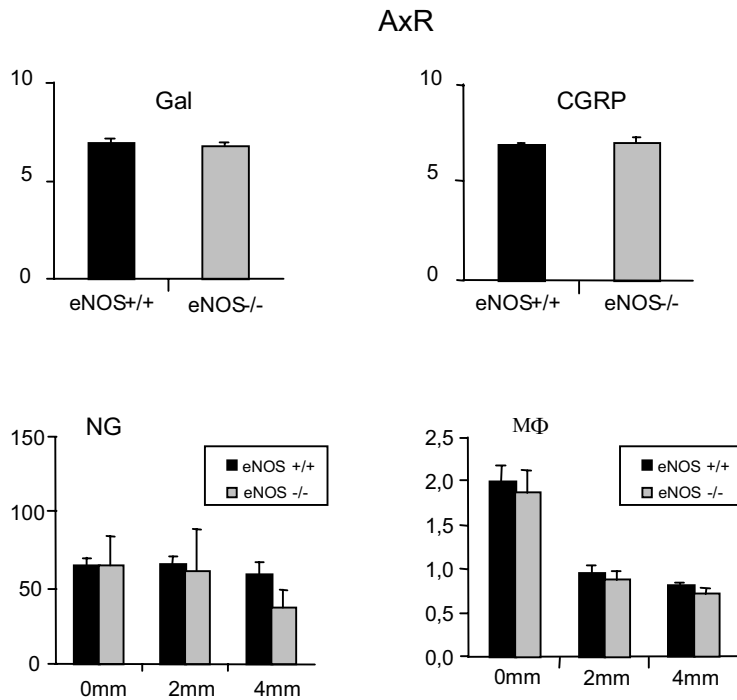 AxR
Gal
10
5
0
eNOS+/+ eNOS-/-
CGRP
10
5
0
eNOS+/+ eNOS-/-
NG
150
100
50
0
eNOS +/+
eNOS -/-
0mm 2mm 4mm
MΦ
2,5
2,0
1,5
1,0
0,5
0,0
eNOS +/+
eNOS -/-
0mm 2mm 4mm